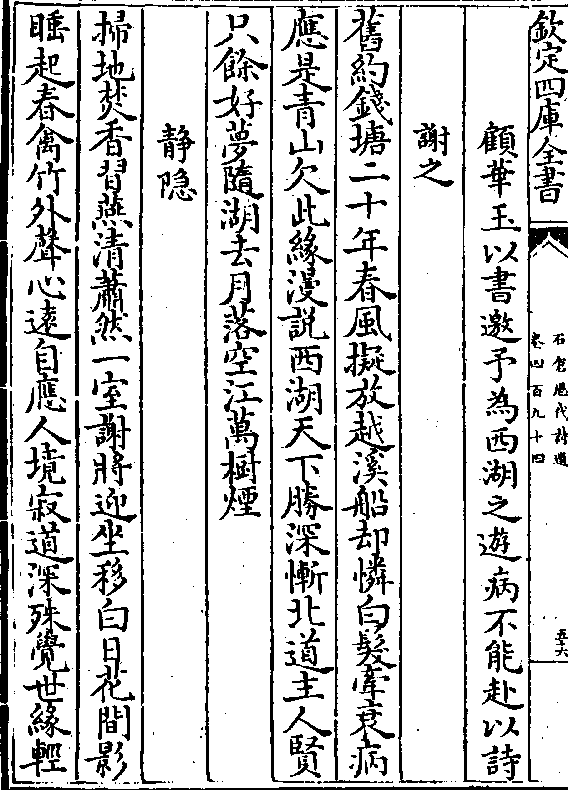 欽定四庫全書
石倉歴代詩選
卷四百九十四
五十六
顧華玉以書邀予為西湖之遊病不能赴以詩
謝之
舊約錢塘二十年春風擬放越溪船却憐白髮牽衰病
應是青山欠此緣漫説西湖天下勝深慚北道主人賢
只餘好夢隨湖去月落空江萬樹煙
静隐
掃地焚香習燕清蕭然一室謝將迎坐移白日花間影
睡起春禽竹外聲心遠自應人境寂道深殊覺世緣輕